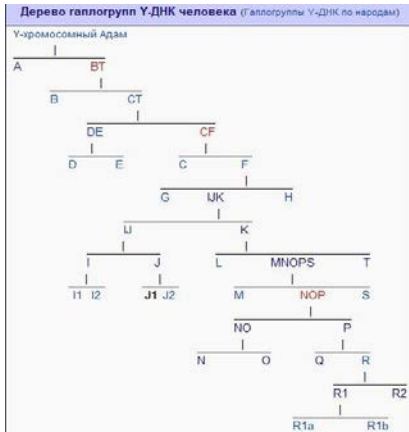 Дерево гаплогрупп Y-ДНК человека (Гаплогруппы Y-ДНК по народам)
Y-хромосомный Адам
A BT
B CT
DE CF
D E C F
G IJK H
IJ K
I J L MNOPS T
I1 I2 J1 J2 M NOP S
NO P
N O Q R
R1 R2
R1a R1b